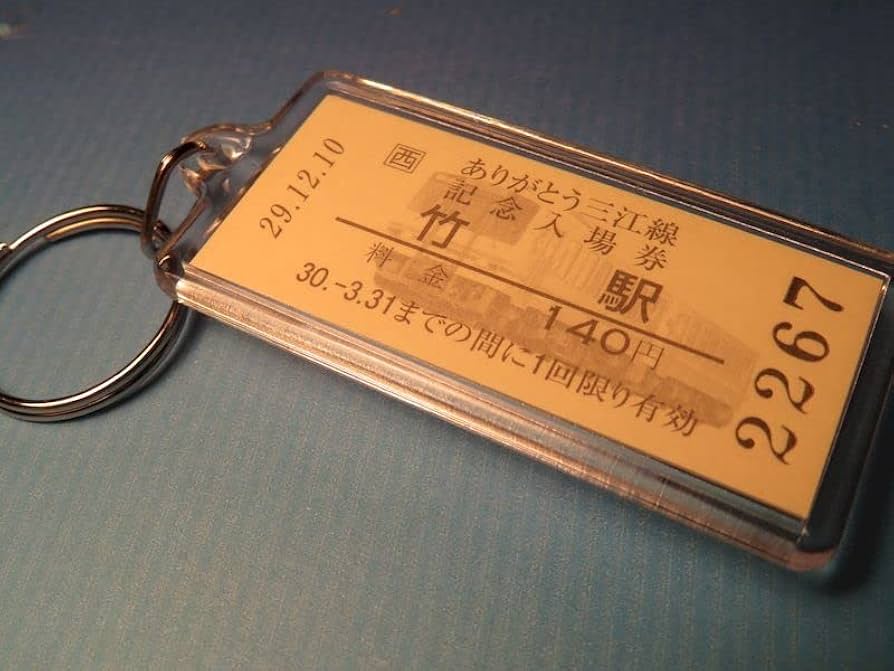 29.12.10
西
ありがとう三江線
記念入場券
竹 駅
料金 140円
30.-3.31までの間に1回限り有効
2267